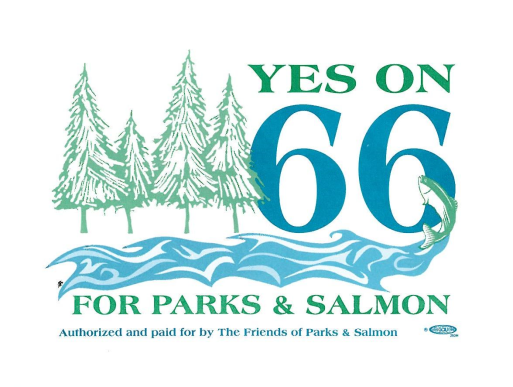 YES ON
66
FOR PARKS & SALMON
Authorized and paid for by The Friends of Parks & Salmon